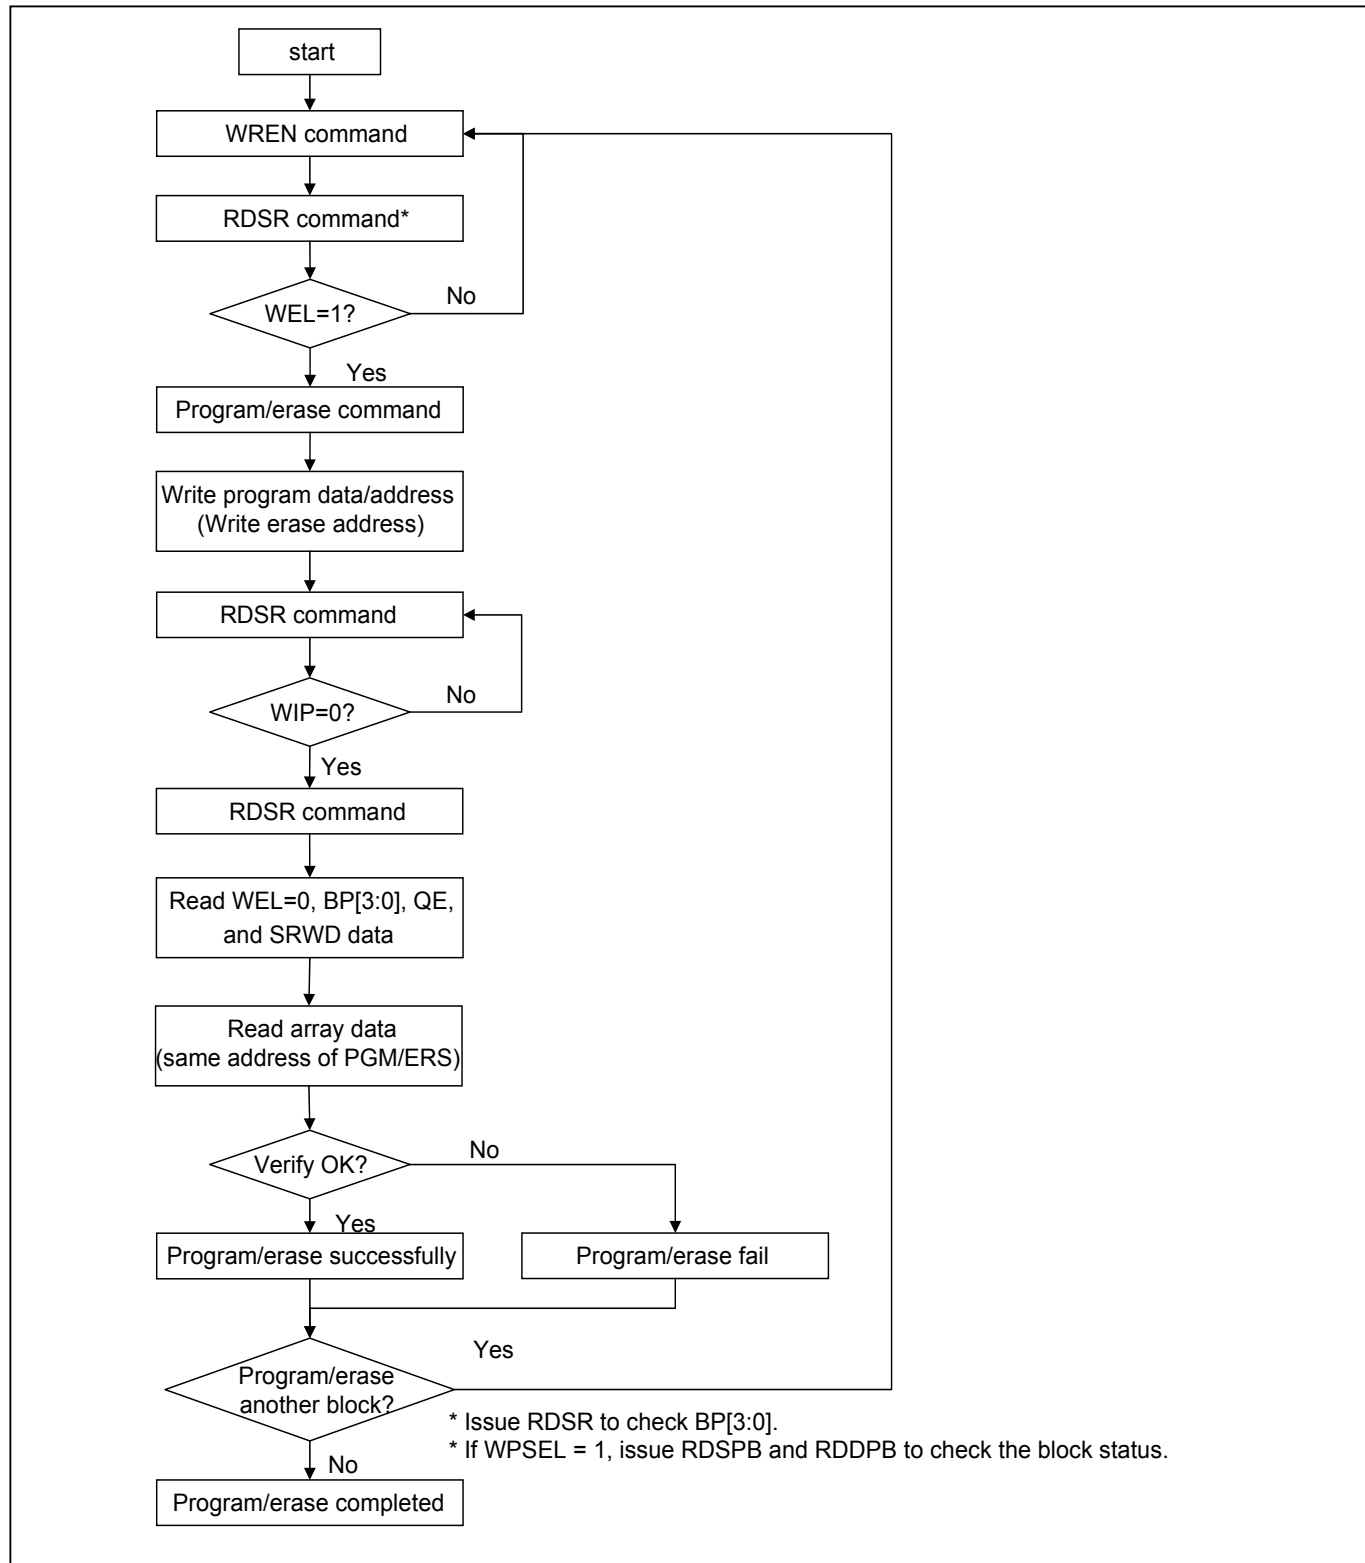 start
WREN command
RDSR command*
WEL=1?
No
Yes
Program/erase command
Write program data/address
(Write erase address)
RDSR command
WIP=0?
No
Yes
RDSR command
Read WEL=0, BP[3:0], QE,
and SRWD data
Read array data
(same address of PGM/ERS)
Verify OK?
No
Yes
Program/erase successfully
Program/erase fail
Program/erase
another block?
Yes
* Issue RDSR to check BP[3:0].
* If WPSEL = 1, issue RDSPB and RDDPB to check the block status.
No
Program/erase completed